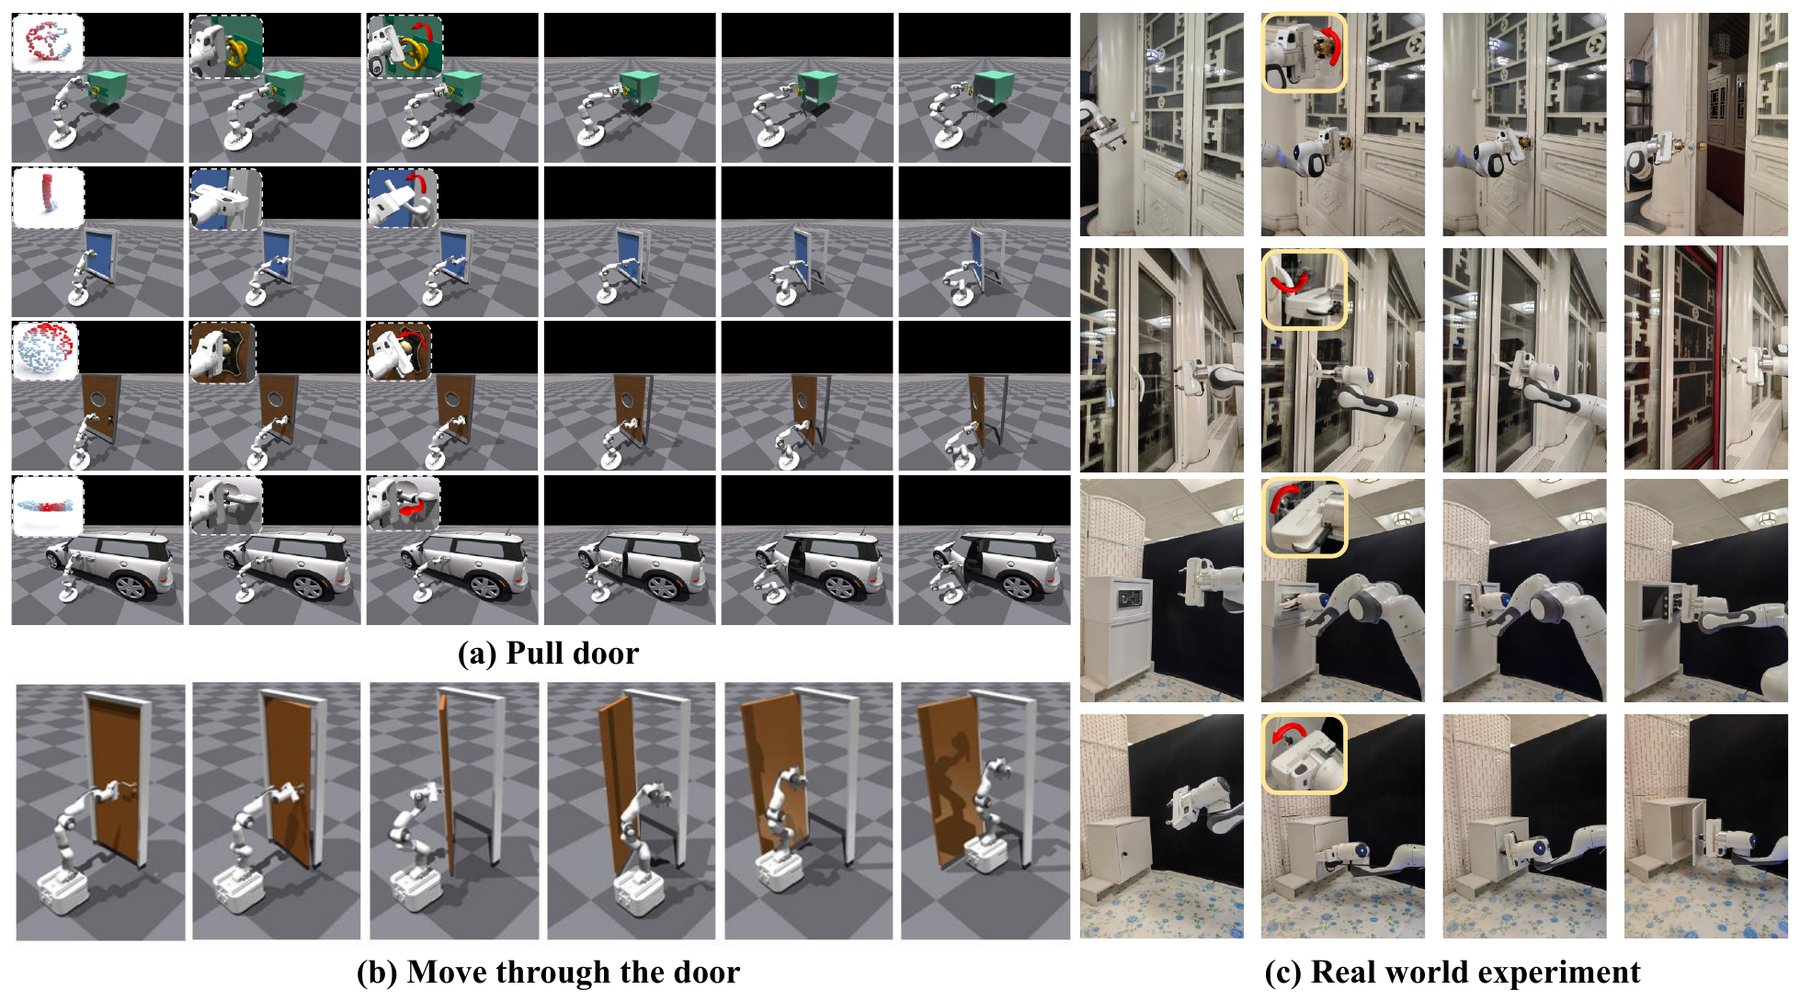 (a) Pull door
(b) Move through the door
(c) Real world experiment